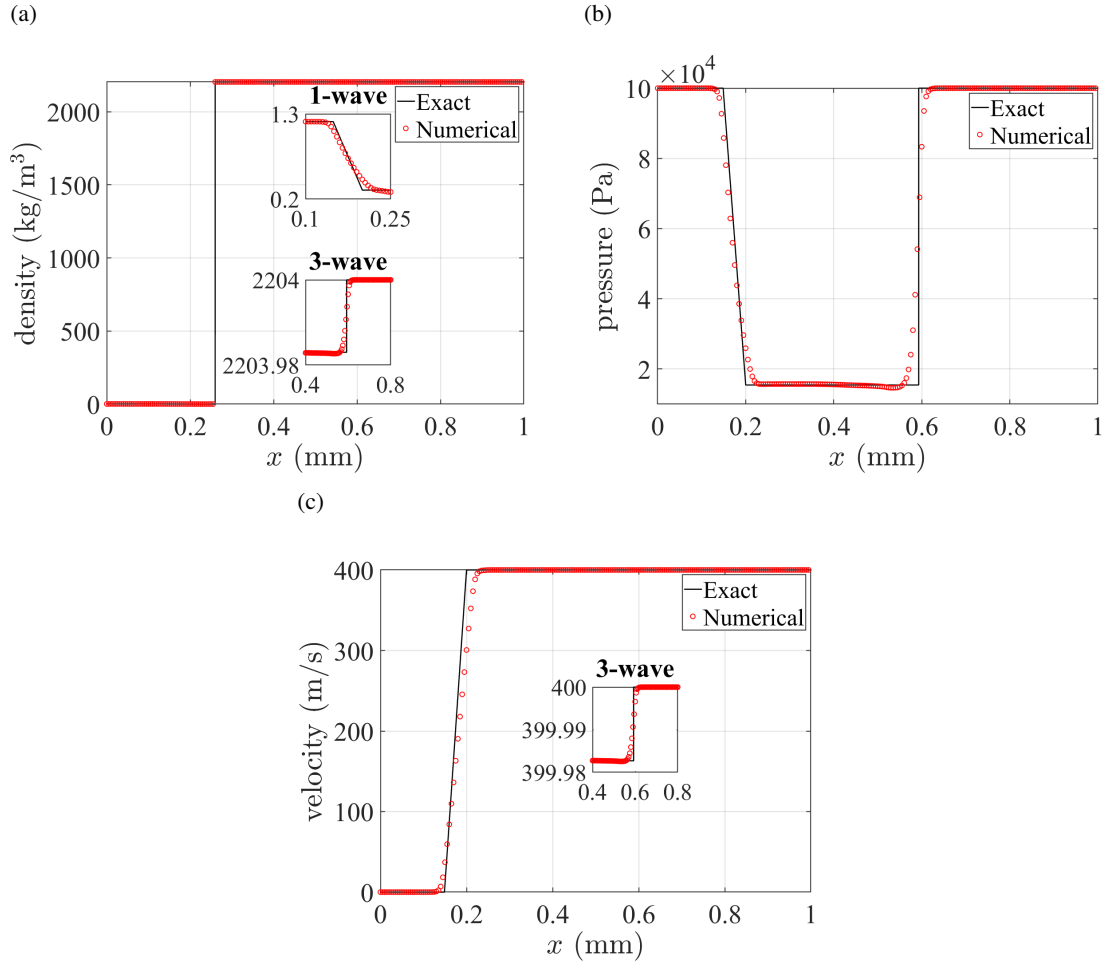 (a)
density (kg/m³)
2000
1500
1000
500
0
0 0.2 0.4 0.6 0.8 1
x (mm)
Exact
Numerical
1-wave
1.3
0.2
0.1 0.25
3-wave
2204
2203.98
0.4 0.8
(b)
×10⁴
pressure (Pa)
10
8
6
4
2
0 0.2 0.4 0.6 0.8 1
x (mm)
Exact
Numerical
(c)
velocity (m/s)
400
300
200
100
0
0 0.2 0.4 0.6 0.8 1
x (mm)
Exact
Numerical
3-wave
400
399.99
399.98
0.4 0.6 0.8